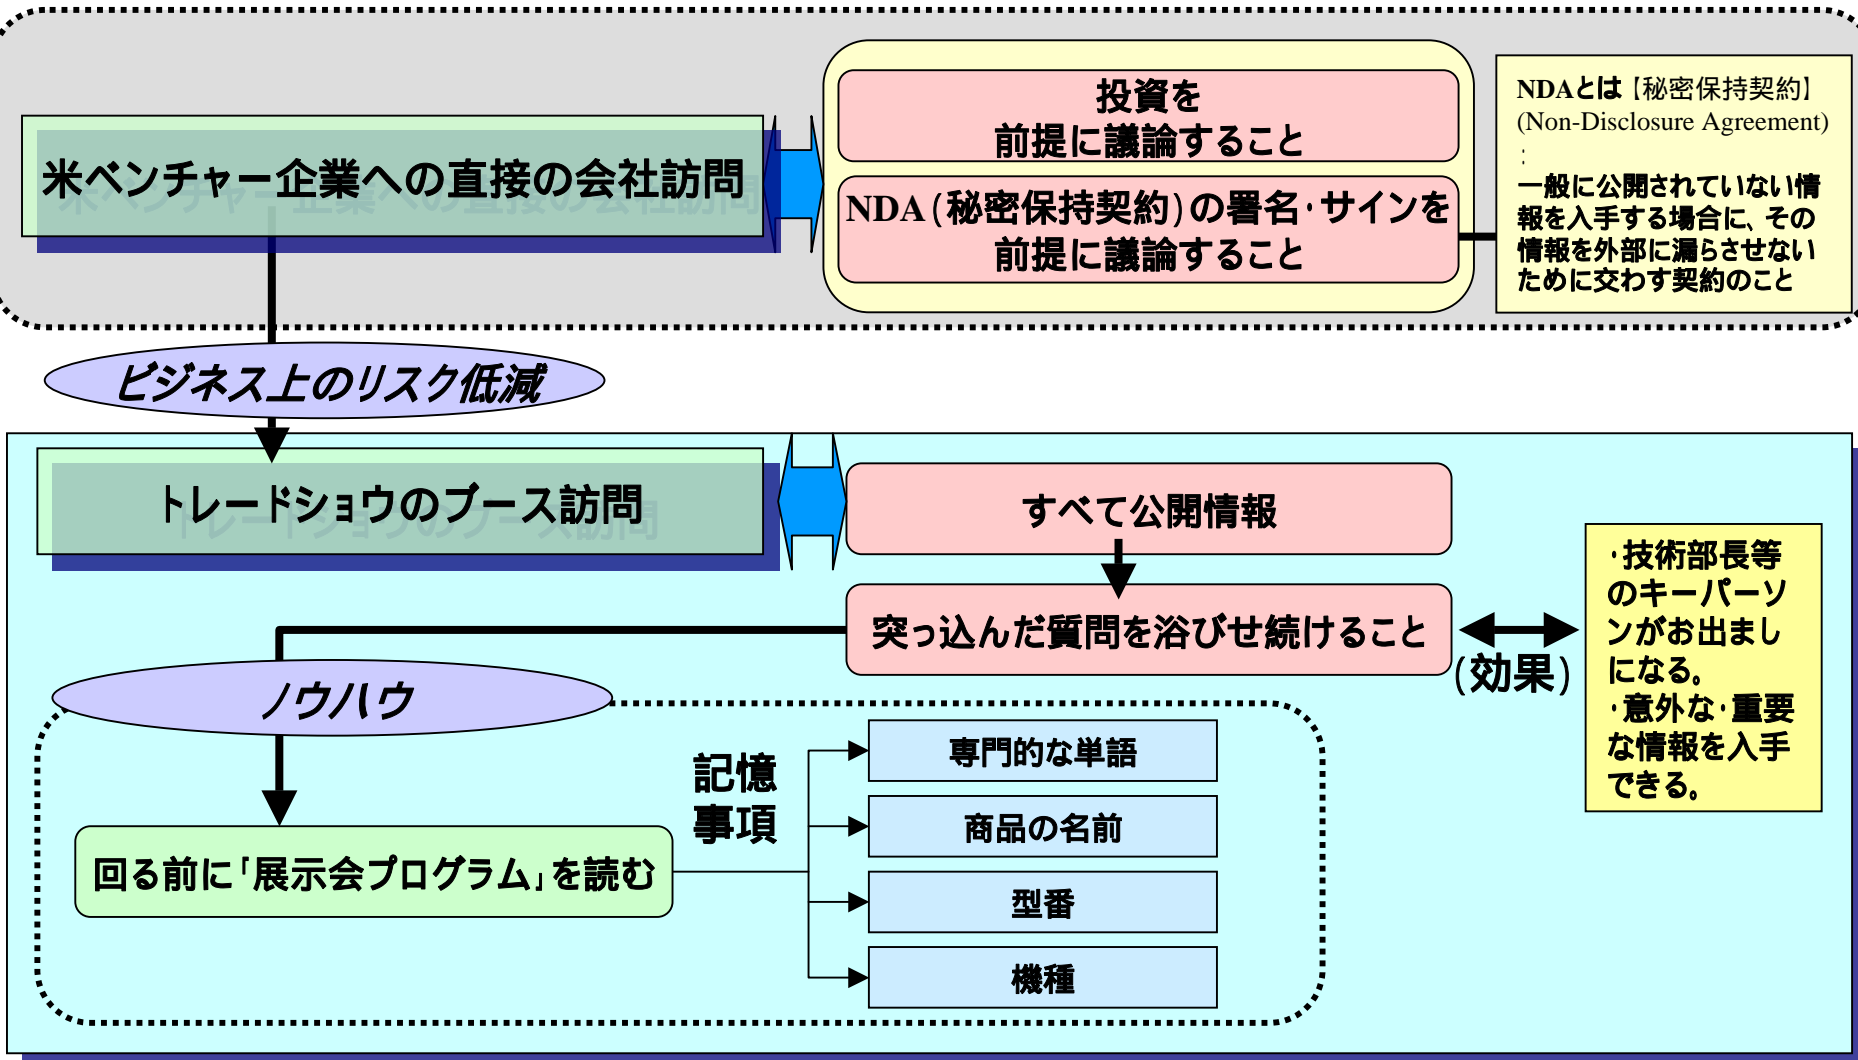 米ベンチャー企業への直接の会社訪問
投資を
前提に議論すること
NDA(秘密保持契約)の署名・サインを
前提に議論すること
NDAとは【秘密保持契約】
(Non-Disclosure Agreement)
:
一般に公開されていない情
報を入手する場合に、その
情報を外部に漏らさせない
ために交わす契約のこと
ビジネス上のリスク低減
トレードショウのブース訪問
すべて公開情報
突っ込んだ質問を浴びせ続けること
(効果)
・技術部長等
のキーパーソ
ンがお出まし
になる。
・意外な・重要
な情報を入手
できる。
ノウハウ
回る前に「展示会プログラム」を読む
記憶
事項
専門的な単語
商品の名前
型番
機種